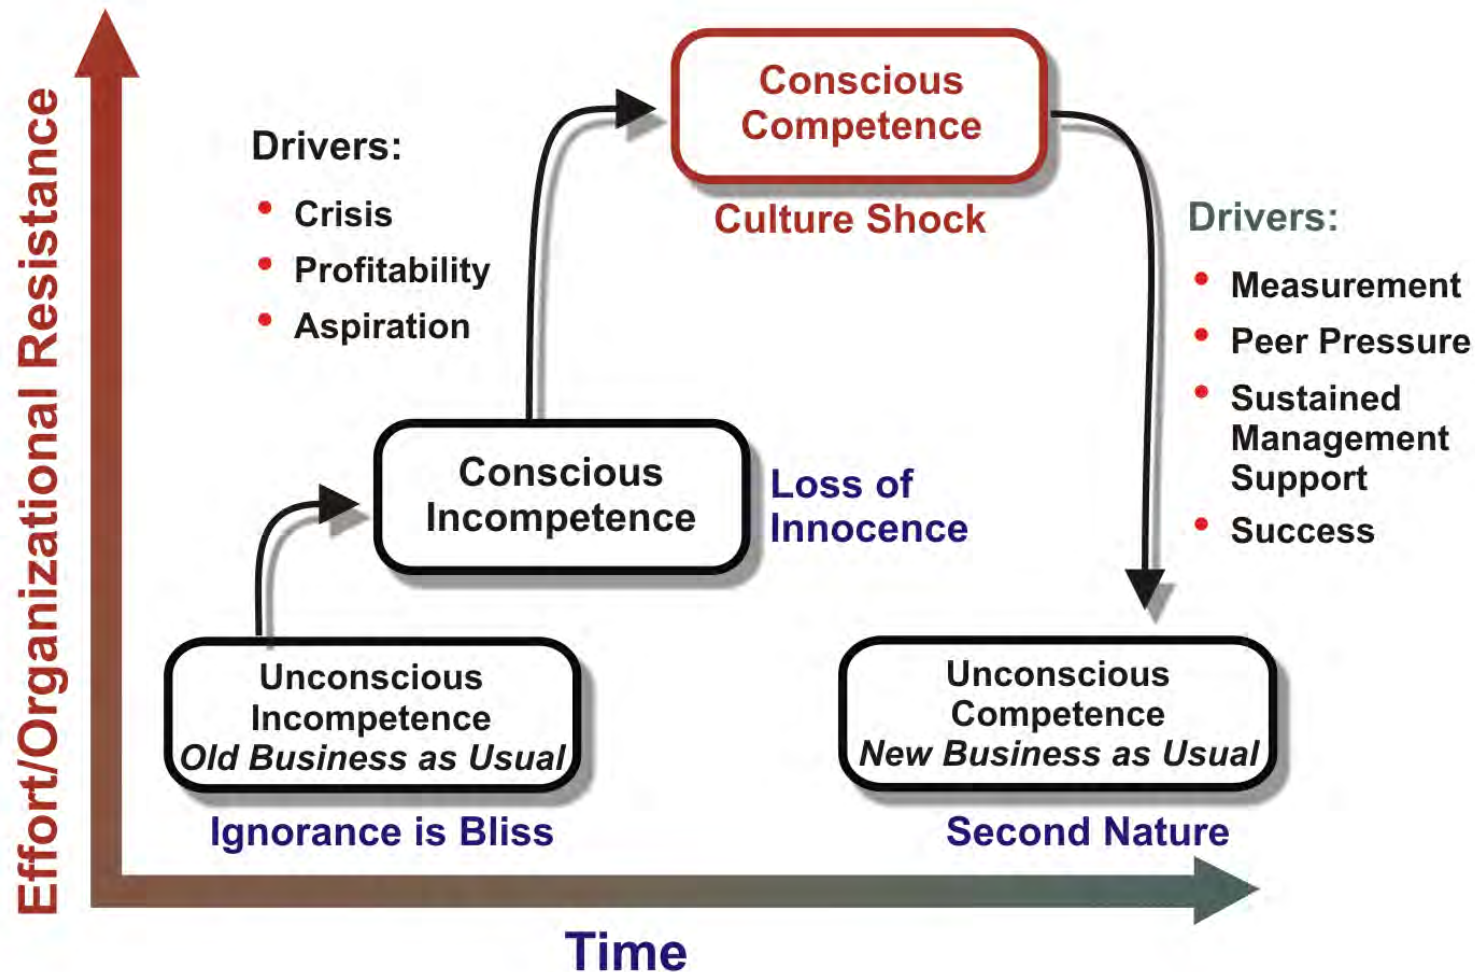 Effort/Organizational Resistance
Drivers:
Crisis
Profitability
Aspiration
Conscious
Competence
Culture Shock
Drivers:
Measurement
Peer Pressure
Sustained
Management
Support
Success
Conscious
Incompetence
Loss of
Innocence
Unconscious
Incompetence
Old Business as Usual
Ignorance is Bliss
Unconscious
Competence
New Business as Usual
Second Nature
Time